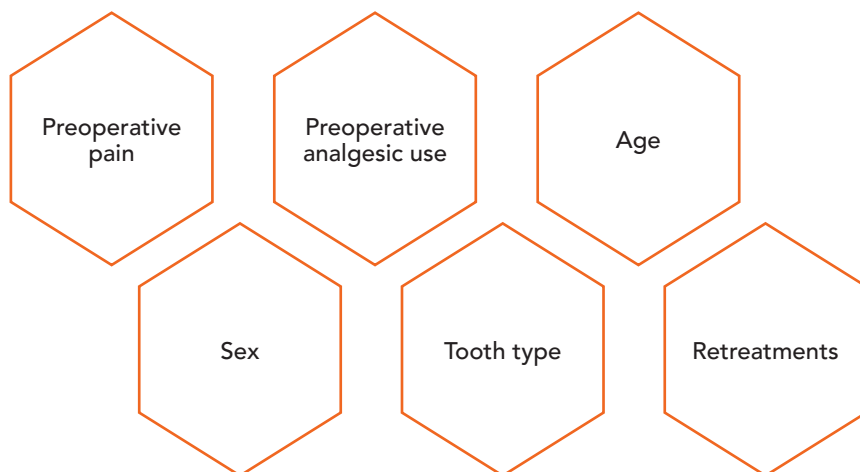 Preoperative
pain
Preoperative
analgesic use
Age
Sex
Tooth type
Retreatments